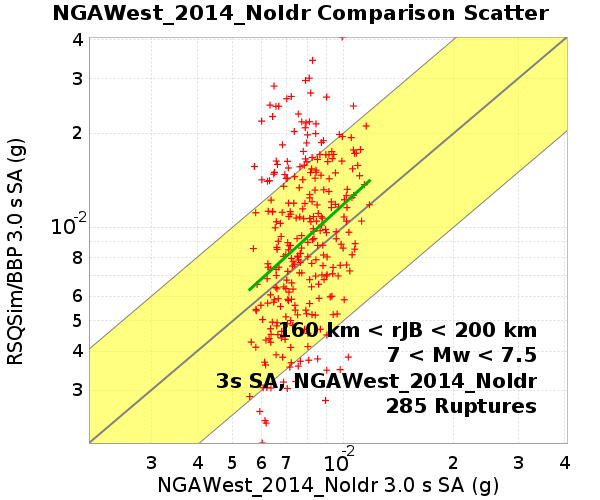 NGAWest_2014_NoIdr Comparison Scatter
4
3
2
10-2
8
6
5
4
3
RSQSim/BBP 3.0 s SA (g)
160 km < rJB < 200 km
7 < Mw < 7.5
3s SA, NGAWest_2014_NoIdr
285 Ruptures
3 4 5 6 7 10-2 2 3 4
NGAWest_2014_NoIdr 3.0 s SA (g)